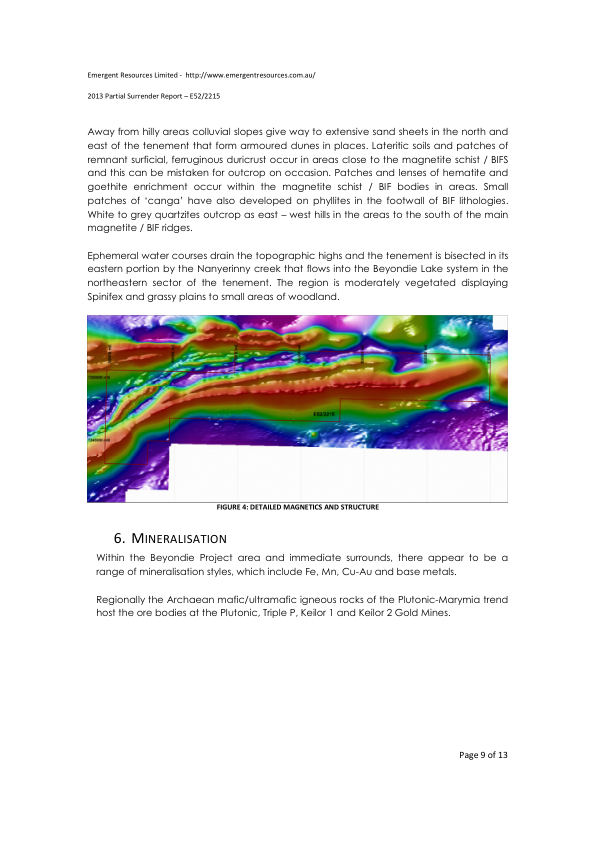 Emergent Resources Limited - http://www.emergentresources.com.au/
2013 Partial Surrender Report – E52/2215
Away from hilly areas colluvial slopes give way to extensive sand sheets in the north and
east of the tenement that form armoured dunes in places. Lateritic soils and patches of
remnant surficial, ferruginous duricrust occur in areas close to the magnetite schist / BIFS
and this can be mistaken for outcrop on occasion. Patches and lenses of hematite and
goethite enrichment occur within the magnetite schist / BIF bodies in areas. Small
patches of ‘canga’ have also developed on phyllites in the footwall of BIF lithologies.
White to grey quartzites outcrop as east – west hills in the areas to the south of the main
magnetite / BIF ridges.
Ephemeral water courses drain the topographic highs and the tenement is bisected in its
eastern portion by the Nanyerinny creek that flows into the Beyondie Lake system in the
northeastern sector of the tenement. The region is moderately vegetated displaying
Spinifex and grassy plains to small areas of woodland.
E52/2215
FIGURE 4: DETAILED MAGNETICS AND STRUCTURE
6. MINERALISATION
Within the Beyondie Project area and immediate surrounds, there appear to be a
range of mineralisation styles, which include Fe, Mn, Cu-Au and base metals.
Regionally the Archaean mafic/ultramafic igneous rocks of the Plutonic-Marymia trend
host the ore bodies at the Plutonic, Triple P, Keilor 1 and Keilor 2 Gold Mines.
Page 9 of 13